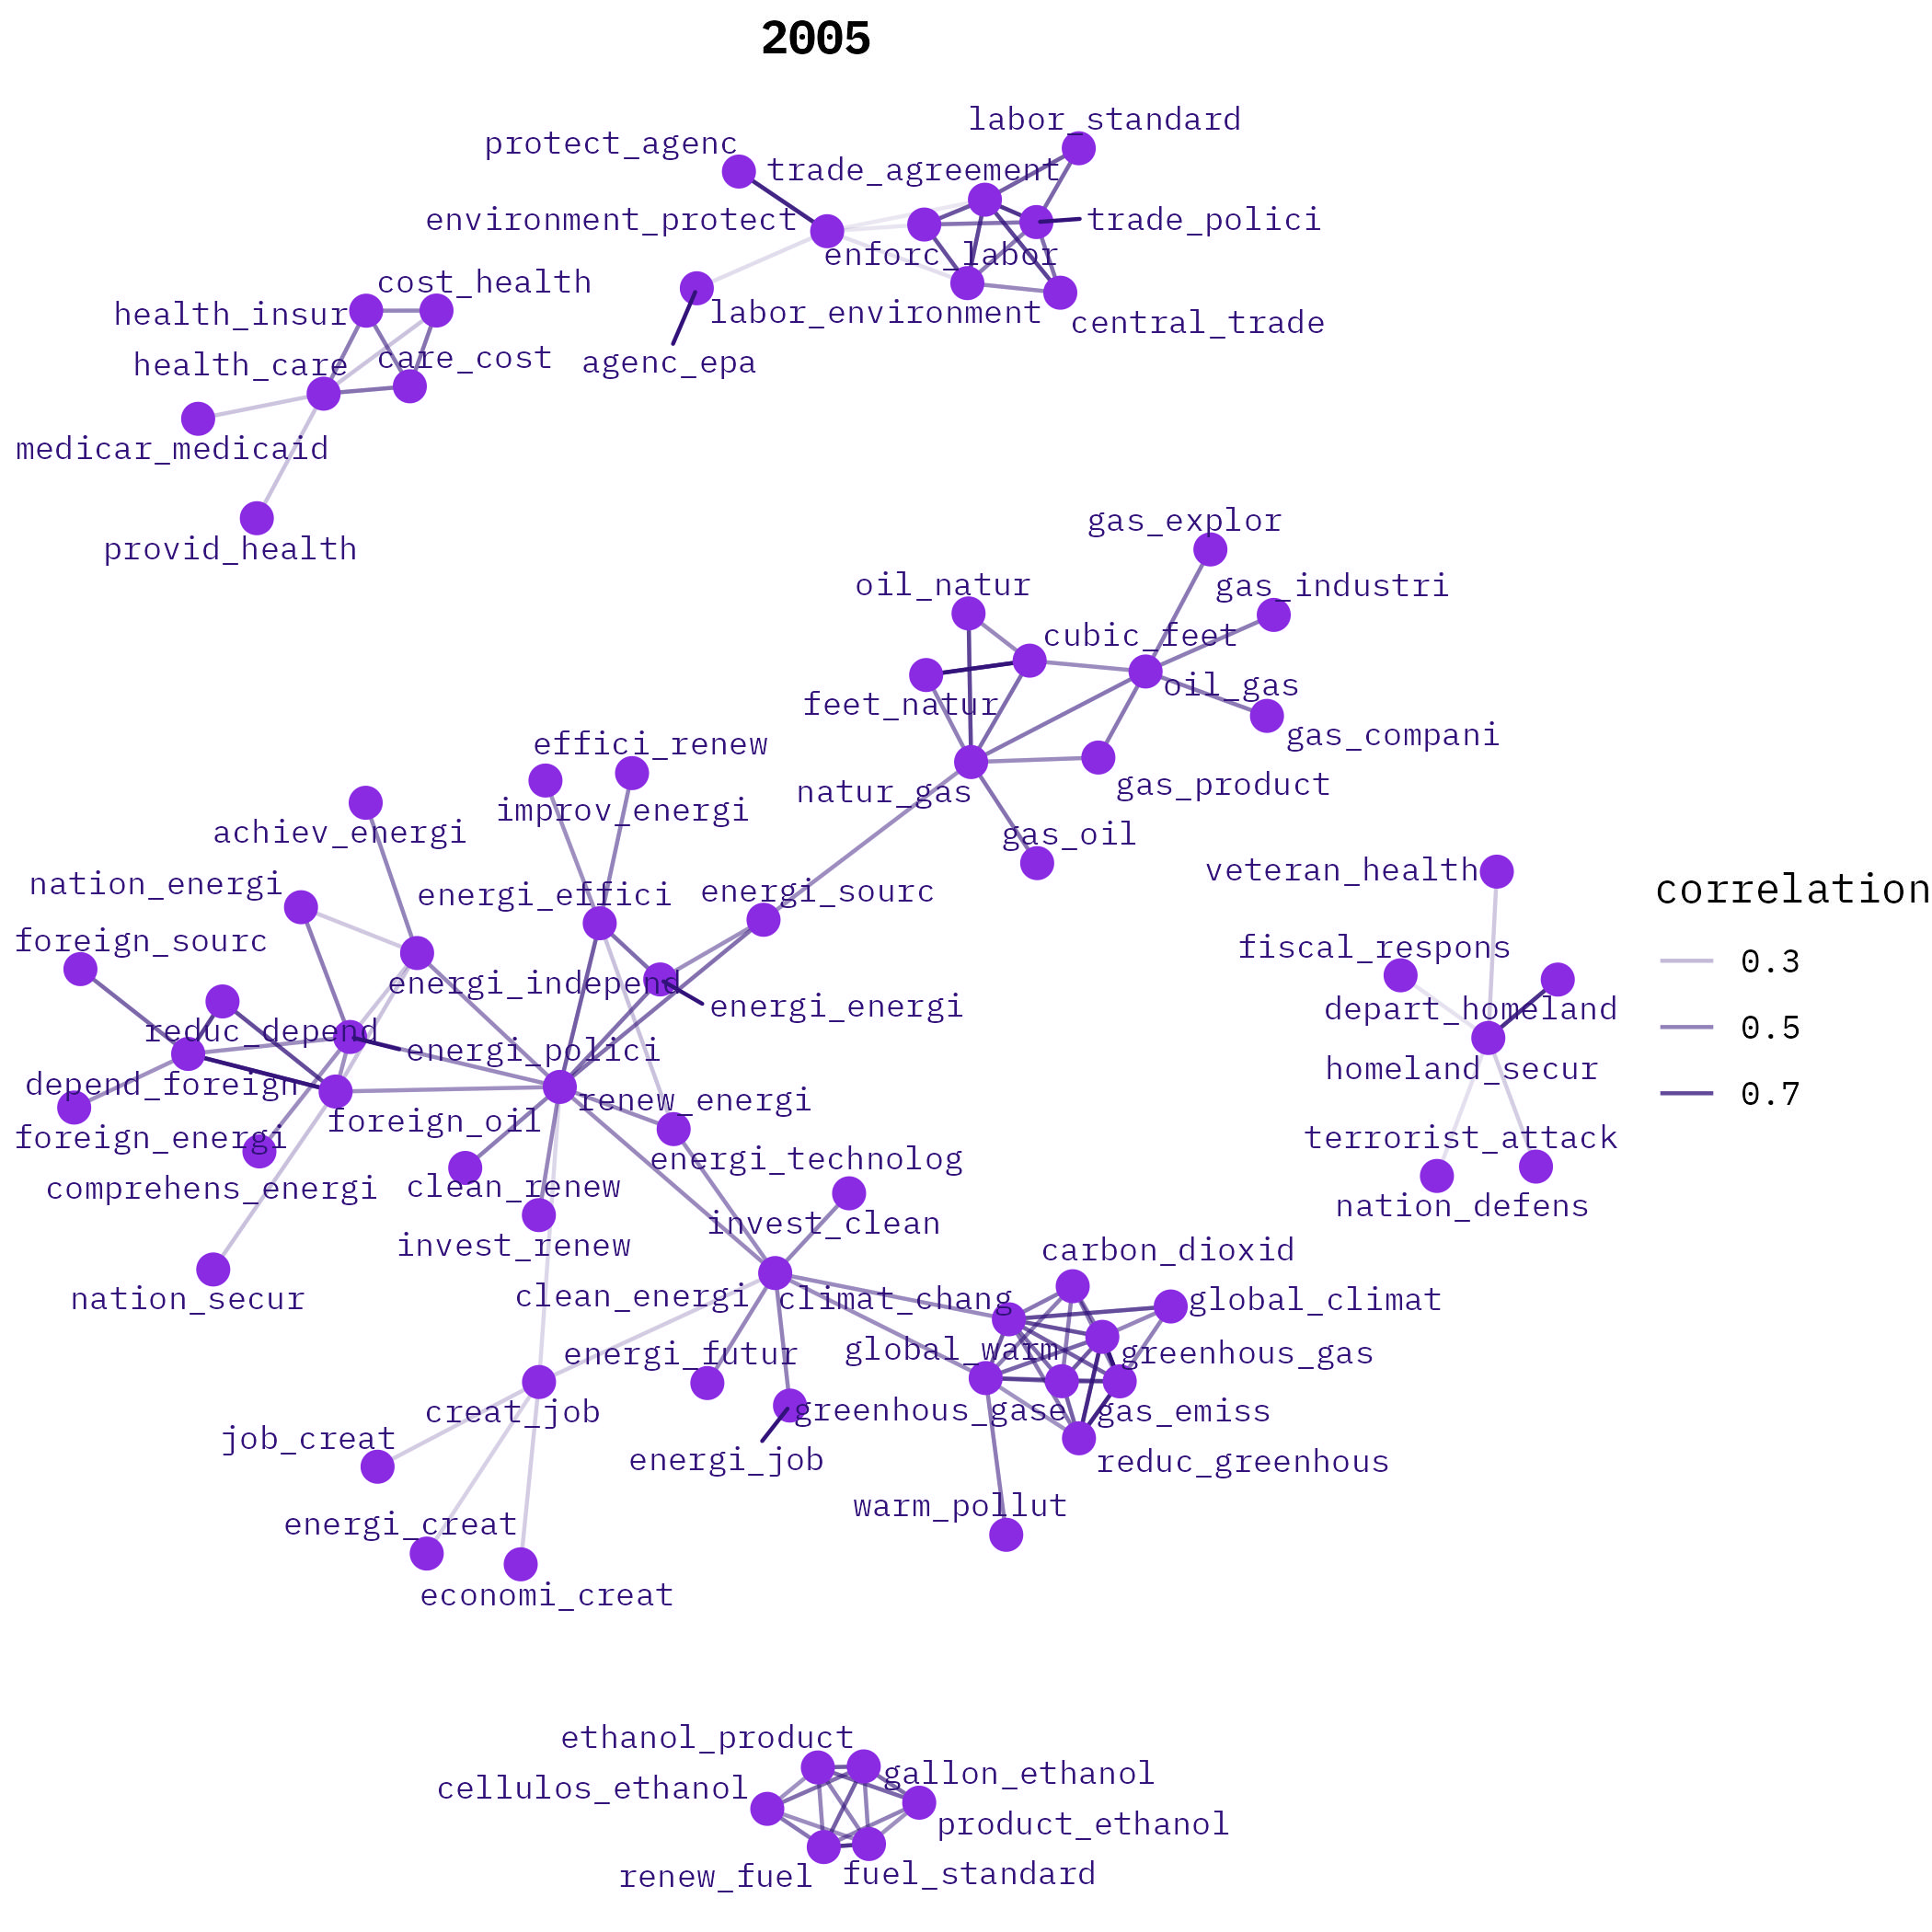 2005
labor_standard
protect_agenc
trade_agreement
environment_protect
trade_polici
enforc_labor
cost_health
health_insur
labor_environment
central_trade
health_care
care_cost
agenc_epa
medicar_medicaid
provid_health
gas_explor
oil_natur
gas_industri
cubic_feet
oil_gas
feet_natur
gas_compani
effici_renew
natur_gas
gas_product
improv_energi
achiev_energi
gas_oil
veteran_health
nation_energi
energi_effici
energi_sourc
correlation
foreign_sourc
fiscal_respons
0.3
energi_independ
energi_energi
depart_homeland
reduc_depend
0.5
energi_polici
homeland_secur
depend_foreign
renew_energi
0.7
foreign_oil
foreign_energi
terrorist_attack
energi_technolog
comprehens_energi
clean_renew
nation_defens
invest_clean
invest_renew
carbon_dioxid
nation_secur
clean_energi
climat_chang
global_climat
energi_futur
global_warm
greenhous_gas
creat_job
greenhous_gase
gas_emiss
job_creat
energi_job
reduc_greenhous
warm_pollut
energi_creat
economi_creat
ethanol_product
gallon_ethanol
cellulos_ethanol
product_ethanol
renew_fuel
fuel_standard